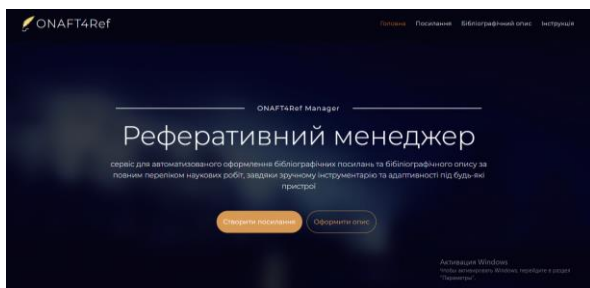 ONAFT4Ref
Головна Посилання Бібліографічний опис Інструкція
ONAFT4Ref Manager
Реферативний менеджер
сервіс для автоматизованого оформлення бібліографічних посилань та бібліографічного опису за
повним переліком наукових робіт, завдяки зручному інструментарію та адаптивності під будь-які
пристрої
Створити посилання Оформити опис
Активация Windows
Чтобы активировать Windows, перейдите в раздел
"Параметры".